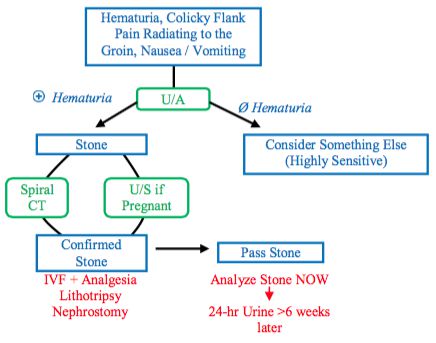 Hematuria, Colicky Flank
Pain Radiating to the
Groin, Nausea / Vomiting
⊕ Hematuria
U/A
Ø Hematuria
Stone
Consider Something Else
(Highly Sensitive)
Spiral
CT
U/S if
Pregnant
Confirmed
Stone
Pass Stone
IVF + Analgesia
Lithotripsy
Nephrostomy
Analyze Stone NOW
24-hr Urine >6 weeks
later